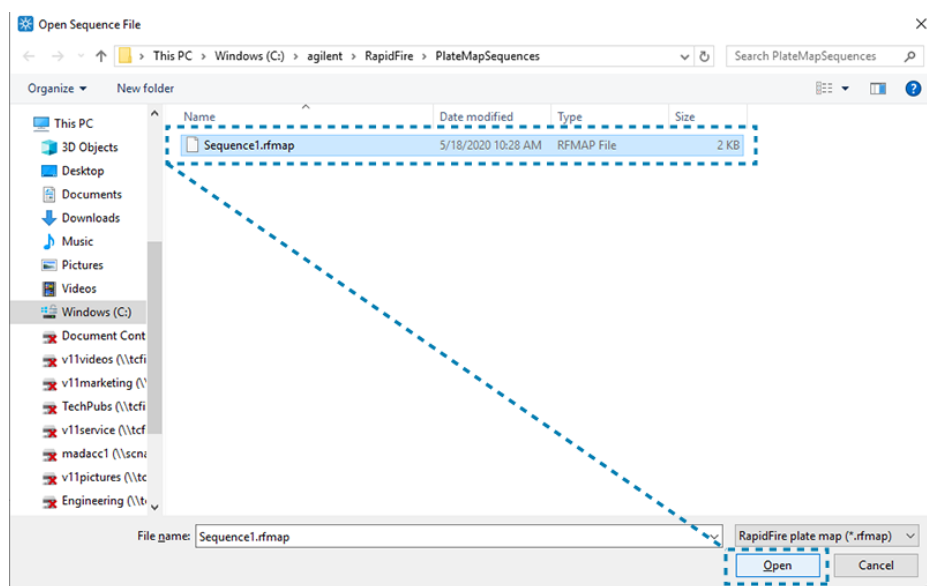 Open Sequence File
This PC > Windows (C:) > agilent > RapidFire > PlateMapSequences
Search PlateMapSequences
Organize
New folder
Name
Date modified
Type
Size
Sequence1.rfmap
5/18/2020 10:28 AM
RFMAP File
2 KB
This PC
3D Objects
Desktop
Documents
Downloads
Music
Pictures
Videos
Windows (C:)
Document Cont
v11videos (\\tcfi
v11marketing (\'
TechPubs (\\tcfi
v11service (\\tcf
madacc1 (\\scna
v11pictures (\\tc
Engineering (\\t
File name:
Sequence1.rfmap
RapidFire plate map (*.rfmap)
Open
Cancel